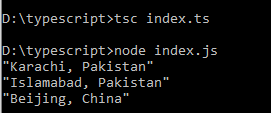 D:\typescript>tsc index.ts
D:\typescript>node index.js
"Karachi, Pakistan"
"Islamabad, Pakistan"
"Beijing, China"